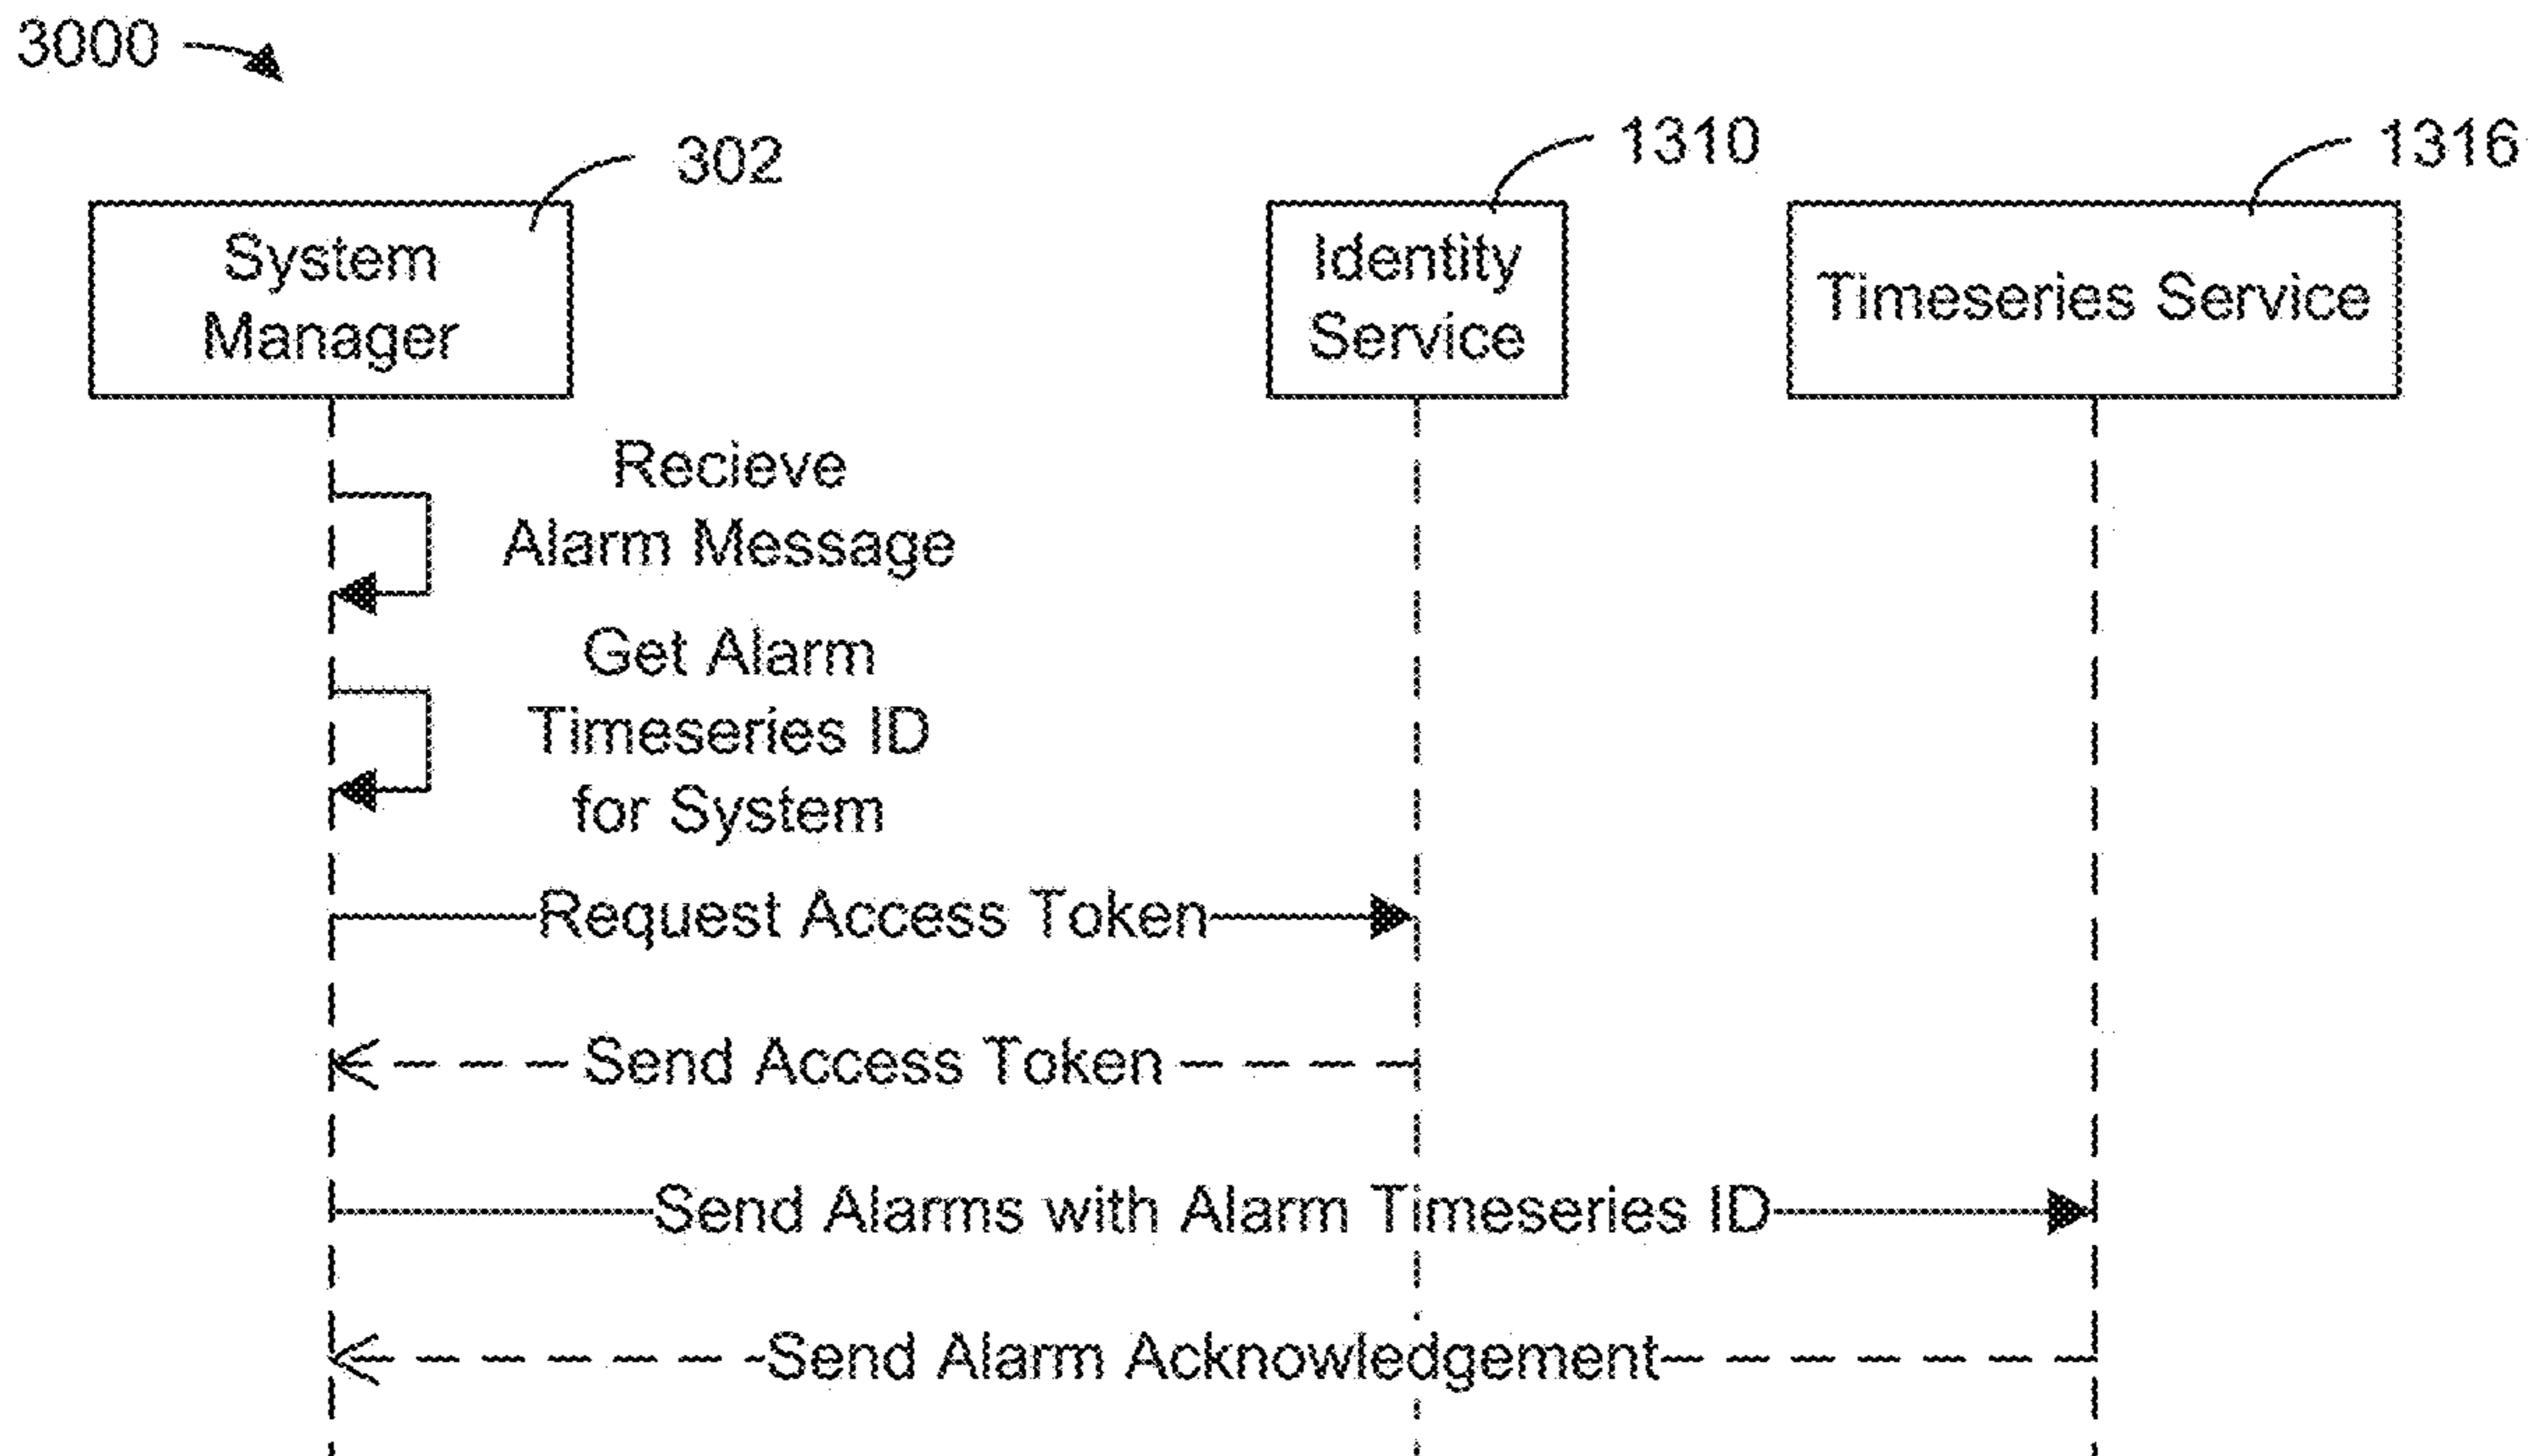 3000
302
1310
1316
System
Manager
Identity
Service
Timeseries Service
Recieve
Alarm Message
Get Alarm
Timeseries ID
for System
Request Access Token
Send Access Token
Send Alarms with Alarm Timeseries ID
Send Alarm Acknowledgement